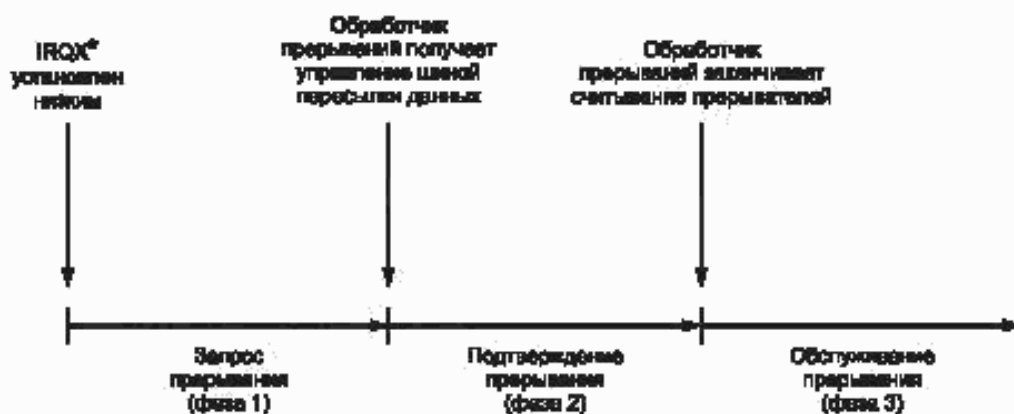 IRQX*
установлен
низким
Обработчик
прерываний получает
управление шиной
пересылки данных
Обработчик
прерываний заканчивает
считывание прерывателей
Запрос
прерывания
(фаза 1)
Подтверждение
прерывания
(фаза 2)
Обслуживание
прерывания
(фаза 3)